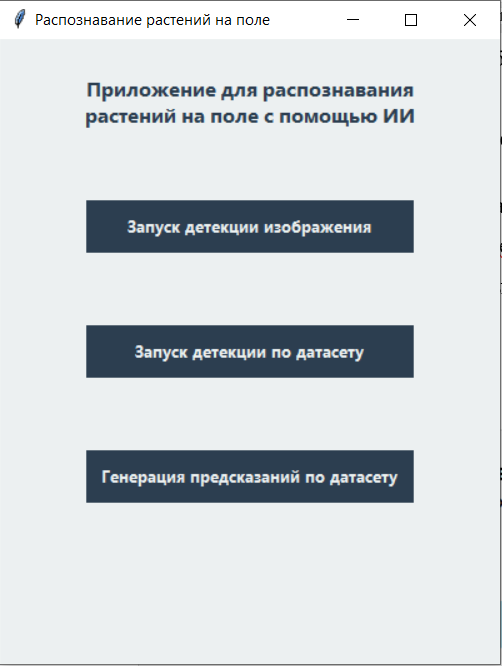 Распознавание растений на поле
Приложение для распознавания
растений на поле с помощью ИИ
Запуск детекции изображения
Запуск детекции по датасету
Генерация предсказаний по датасету